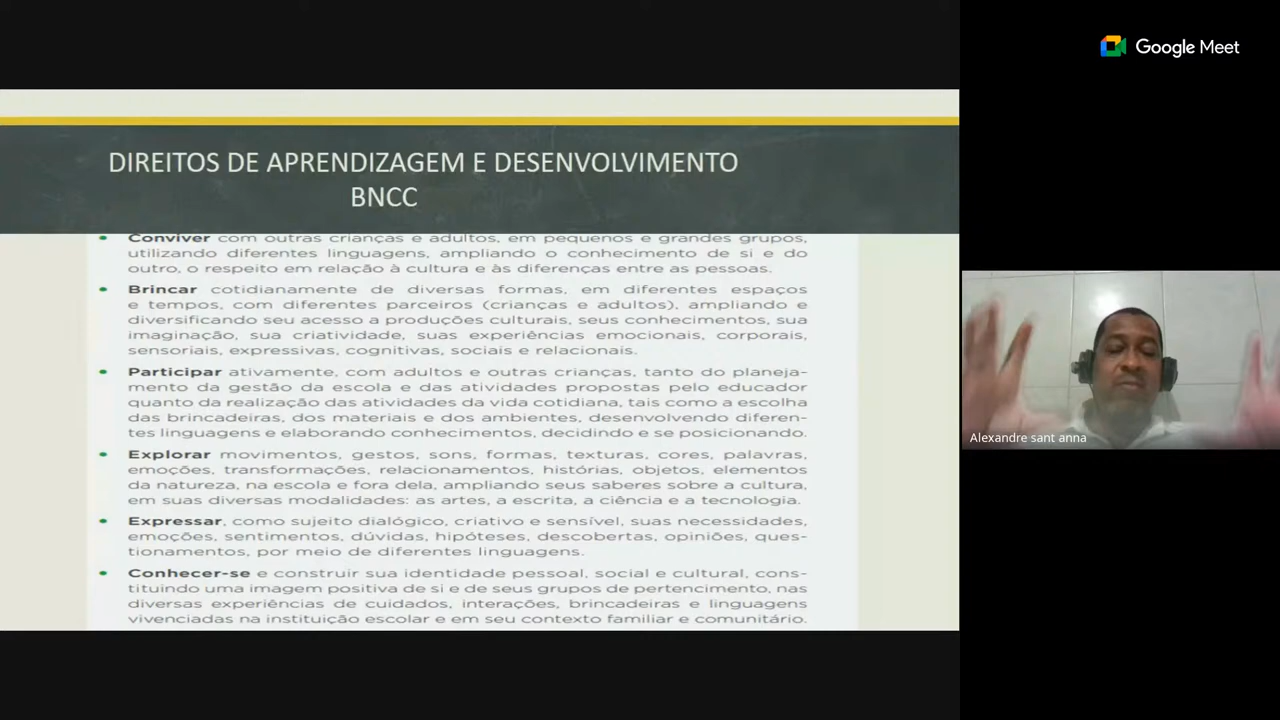 Google Meet
DIREITOS DE APRENDIZAGEM E DESENVOLVIMENTO
BNCC
• Conviver com outras crianças e adultos, em pequenos e grandes grupos,
utilizando diferentes linguagens, ampliando o conhecimento de si e do
outro, o respeito em relação à cultura e às diferenças entre as pessoas.
• Brincar cotidianamente de diversas formas, em diferentes espaços
e tempos, com diferentes parceiros (crianças e adultos), ampliando e
diversificando seu acesso a produções culturais, seus conhecimentos, sua
imaginação, sua criatividade, suas experiências emocionais, corporais,
sensoriais, expressivas, cognitivas, sociais e relacionais.
• Participar ativamente, com adultos e outras crianças, tanto do planeja-
mento da gestão da escola e das atividades propostas pelo educador
quanto da realização das atividades da vida cotidiana, tais como a escolha
das brincadeiras, dos materiais e dos ambientes, desenvolvendo diferen-
tes linguagens e elaborando conhecimentos, decidindo e se posicionando.
• Explorar movimentos, gestos, sons, formas, texturas, cores, palavras,
emoções, transformações, relacionamentos, histórias, objetos, elementos
da natureza, na escola e fora dela, ampliando seus saberes sobre a cultura,
em suas diversas modalidades: as artes, a escrita, a ciência e a tecnologia.
• Expressar, como sujeito dialógico, criativo e sensível, suas necessidades,
emoções, sentimentos, dúvidas, hipóteses, descobertas, opiniões, ques-
tionamentos, por meio de diferentes linguagens.
• Conhecer-se e construir sua identidade pessoal, social e cultural, cons-
tituindo uma imagem positiva de si e de seus grupos de pertencimento, nas
diversas experiências de cuidados, interações, brincadeiras e linguagens
vivenciadas na instituição escolar e em seu contexto familiar e comunitário.
Alexandre sant anna